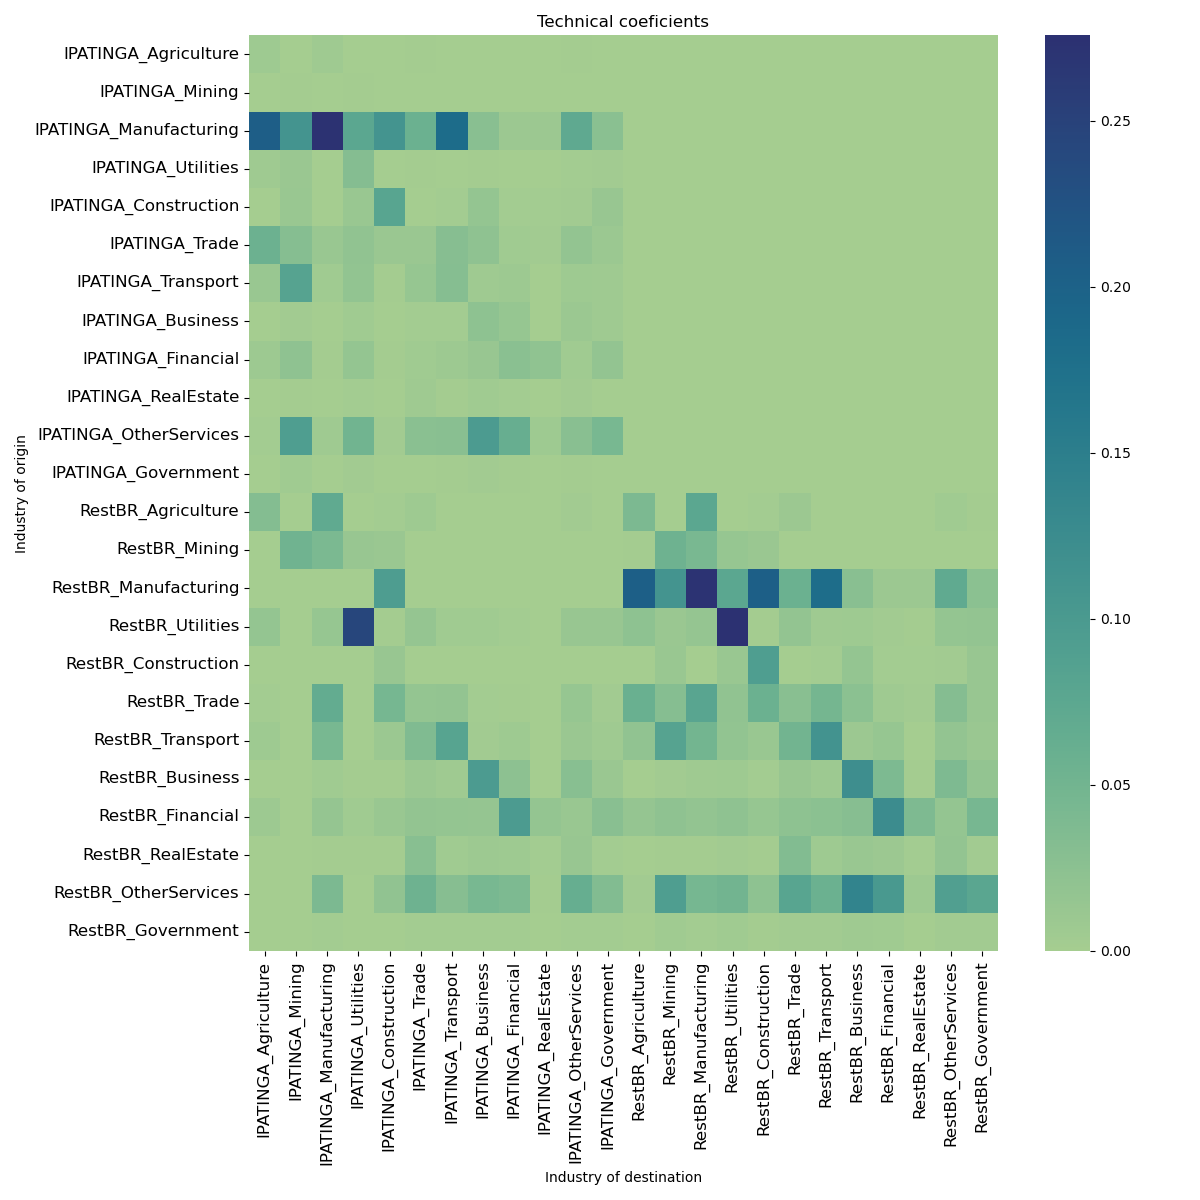 Technical coeficients
IPATINGA_Agriculture
IPATINGA_Mining
IPATINGA_Manufacturing
IPATINGA_Utilities
IPATINGA_Construction
IPATINGA_Trade
IPATINGA_Transport
IPATINGA_Business
IPATINGA_Financial
IPATINGA_RealEstate
IPATINGA_OtherServices
IPATINGA_Government
RestBR_Agriculture
RestBR_Mining
RestBR_Manufacturing
RestBR_Utilities
RestBR_Construction
RestBR_Trade
RestBR_Transport
RestBR_Business
RestBR_Financial
RestBR_RealEstate
RestBR_OtherServices
RestBR_Government
Industry of origin
IPATINGA_Agriculture
IPATINGA_Mining
IPATINGA_Manufacturing
IPATINGA_Utilities
IPATINGA_Construction
IPATINGA_Trade
IPATINGA_Transport
IPATINGA_Business
IPATINGA_Financial
IPATINGA_RealEstate
IPATINGA_OtherServices
IPATINGA_Government
RestBR_Agriculture
RestBR_Mining
RestBR_Manufacturing
RestBR_Utilities
RestBR_Construction
RestBR_Trade
RestBR_Transport
RestBR_Business
RestBR_Financial
RestBR_RealEstate
RestBR_OtherServices
RestBR_Government
Industry of destination
0.25
0.20
0.15
0.10
0.05
0.00